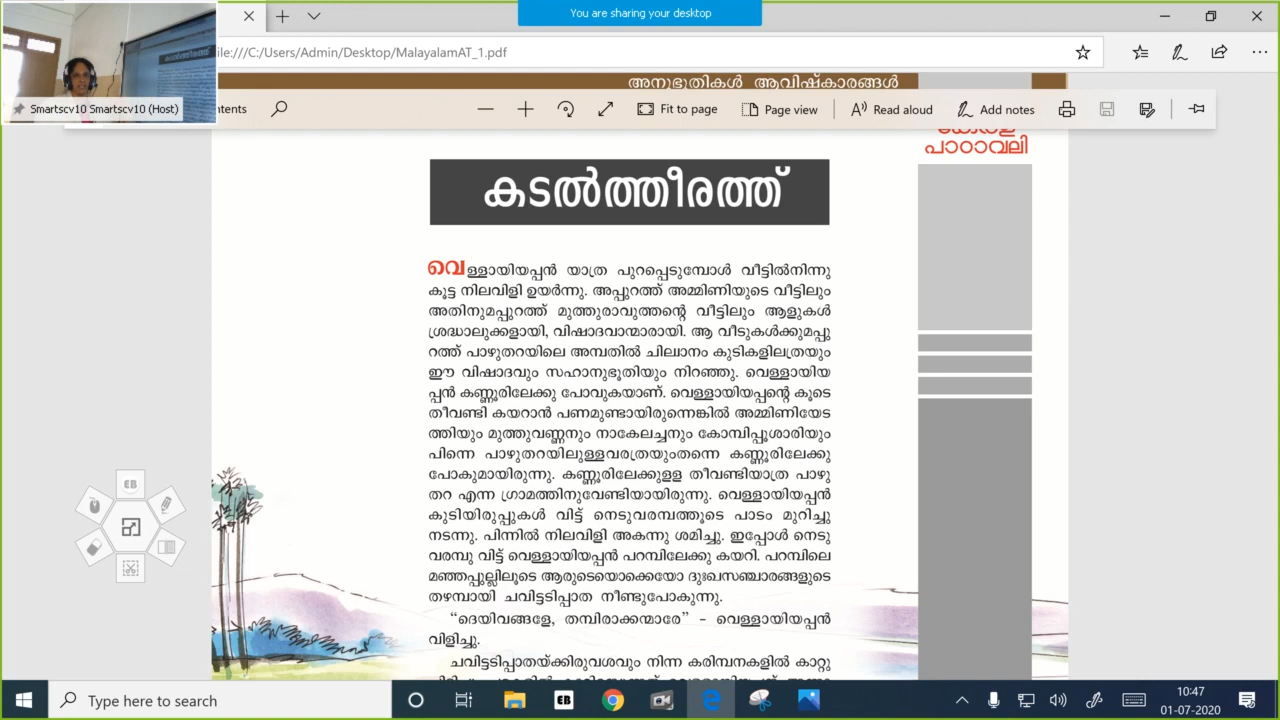 You are sharing your desktop
ile:///C:/Users/Admin/Desktop/MalayalamAT_1.pdf
അനുഭൂതികൾ ആവിഷ്കാരങ്ങൾ
Smartscv10 Smartscv10 (Host)
ntents
Fit to page
Page view
Read aloud
Add notes
കേരള
പാഠാവലി
കടൽത്തീരത്ത്
വെള്ളായിയപ്പൻ യാത്ര പുറപ്പെടുമ്പോൾ വീട്ടിൽനിന്നു
കൂട്ട നിലവിളി ഉയർന്നു. അപ്പുറത്ത് അമ്മിണിയുടെ വീട്ടിലും
അതിനുമപ്പുറത്ത് മുത്തുരാവുത്തന്റെ വീട്ടിലും ആളുകൾ
ശ്രദ്ധാലുക്കളായി, വിഷാദവാന്മാരായി. ആ വീടുകൾക്കുമപ്പു
റത്ത് പാഴുതറയിലെ അമ്പതിൽ ചില്വാനം കുടികളിലത്രയും
ഈ വിഷാദവും സഹാനുഭൂതിയും നിറഞ്ഞു. വെള്ളായിയ
പ്പൻ കണ്ണൂരിലേക്കു പോവുകയാണ്. വെള്ളായിയപ്പന്റെ കൂടെ
തീവണ്ടി കയറാൻ പണമുണ്ടായിരുന്നെങ്കിൽ അമ്മിണിയേട
ത്തിയും മുത്തുവണ്ണനും നാകേലച്ചനും കോമ്പിപ്പൂശാരിയും
പിന്നെ പാഴുതറയിലുള്ളവരത്രയുംതന്നെ കണ്ണൂരിലേക്കു
പോകുമായിരുന്നു. കണ്ണൂരിലേക്കുളള തീവണ്ടിയാത്ര പാഴു
തറ എന്ന ഗ്രാമത്തിനുവേണ്ടിയായിരുന്നു. വെള്ളായിയപ്പൻ
കുടിയിരുപ്പുകൾ വിട്ട് നെടുവരമ്പത്തൂടെ പാടം മുറിച്ചു
നടന്നു. പിന്നിൽ നിലവിളി അകന്നു ശമിച്ചു. ഇപ്പോൾ നെടു
വരമ്പു വിട്ട് വെള്ളായിയപ്പൻ പറമ്പിലേക്കു കയറി. പറമ്പിലെ
മഞ്ഞപ്പുല്ലിലൂടെ ആരുടെയൊക്കെയോ ദുഃഖസഞ്ചാരങ്ങളുടെ
തഴമ്പായി ചവിട്ടടിപ്പാത നീണ്ടുപോകുന്നു.
“ദൈവങ്ങളേ, തമ്പിരാക്കന്മാരേ” - വെള്ളായിയപ്പൻ
വിളിച്ചു.
ചവിട്ടടിപ്പാതയ്ക്കിരുവശവും നിന്ന കരിമ്പനകളിൽ കാറ്റു
Type here to search
10:47
01-07-2020